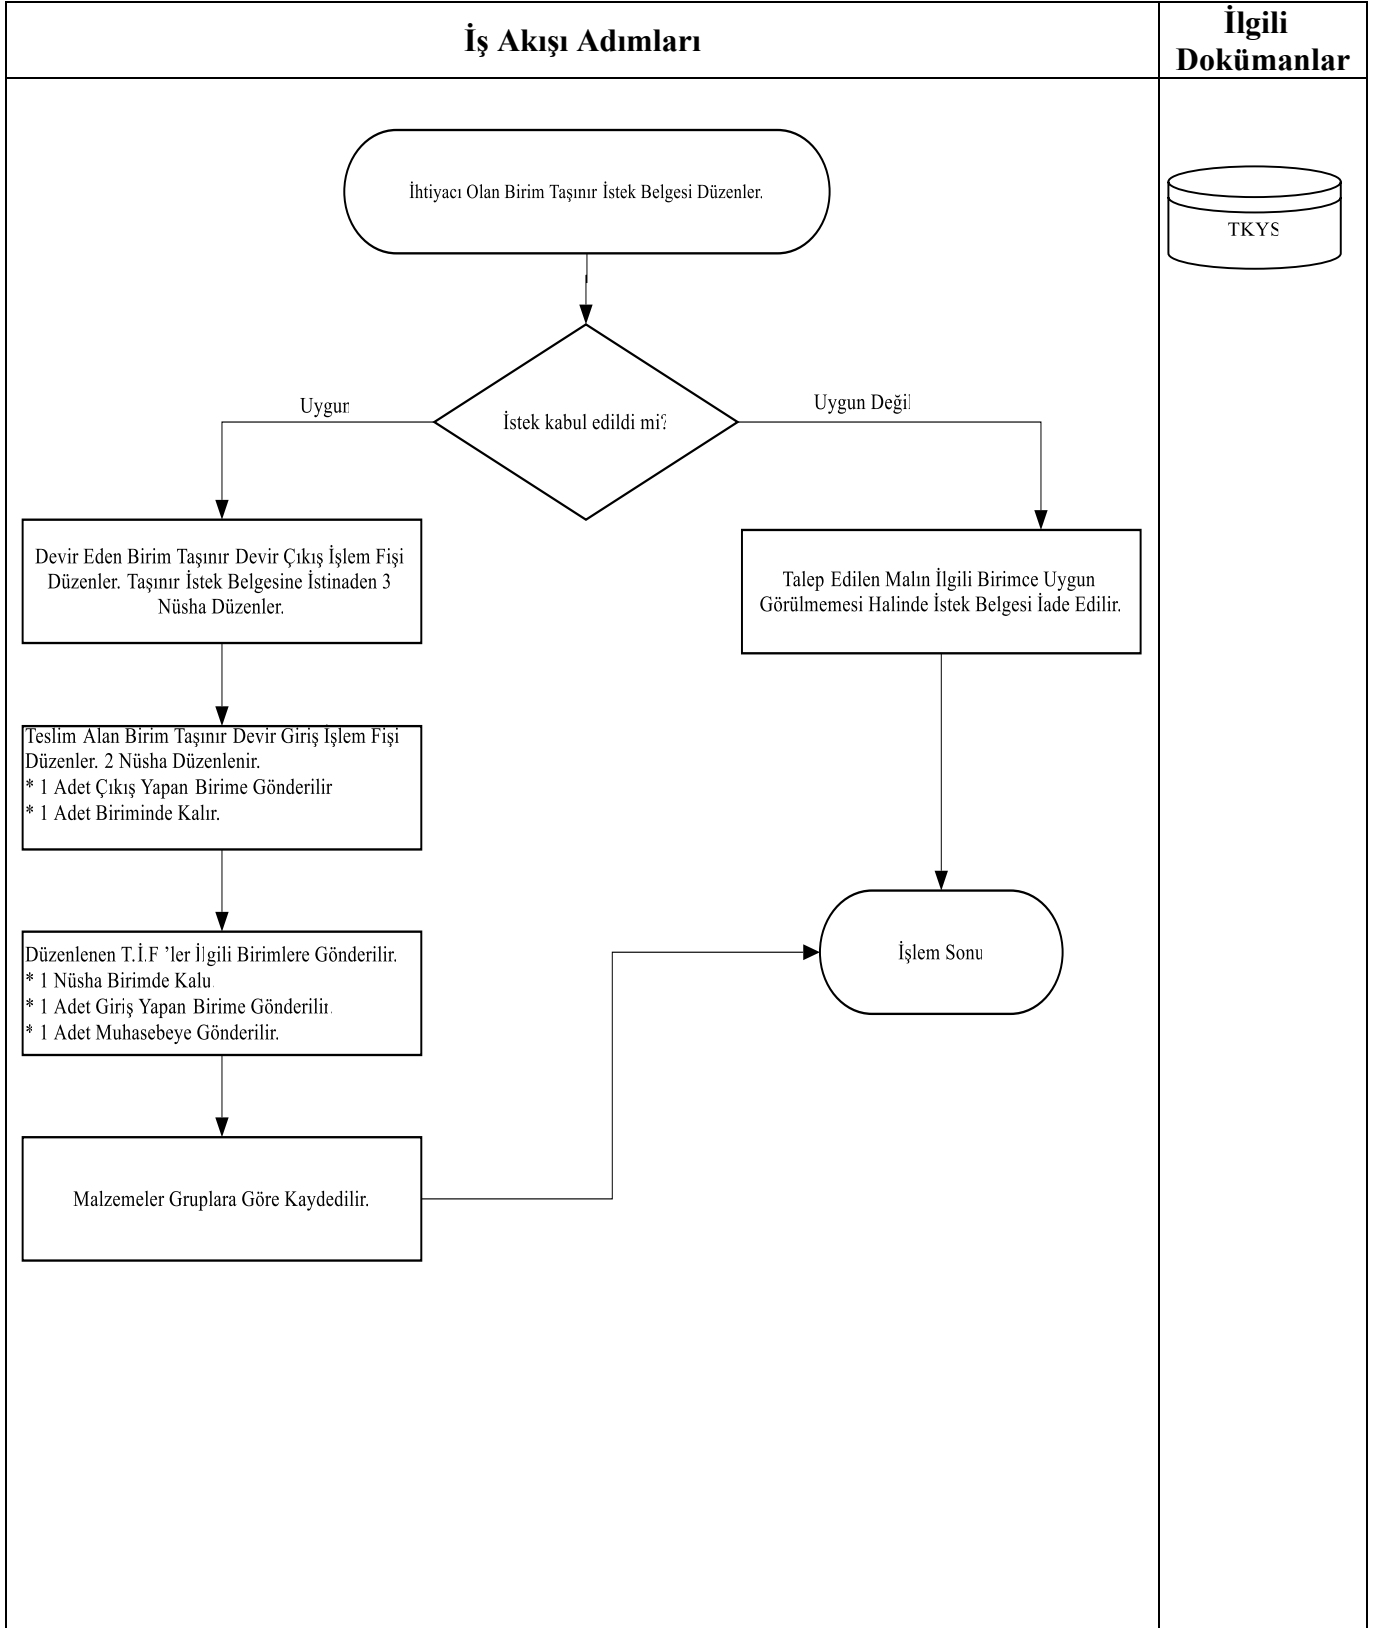 İş Akışı Adımları
İlgili
Dokümanlar
İhtiyacı Olan Birim Taşınır İstek Belgesi Düzenler.
TKYS
İstek kabul edildi mi?
Uygun
Uygun Değil
Devir Eden Birim Taşınır Devir Çıkış İşlem Fişi
Düzenler. Taşınır İstek Belgesine İstinaden 3
Nüsha Düzenler.
Talep Edilen Malın İlgili Birimce Uygun
Görülmemesi Halinde İstek Belgesi İade Edilir.
Teslim Alan Birim Taşınır Devir Giriş İşlem Fişi
Düzenler. 2 Nüsha Düzenlenir.
* 1 Adet Çıkış Yapan Birime Gönderilir
* 1 Adet Biriminde Kalır.
Düzenlenen T.İ.F ’ler İlgili Birimlere Gönderilir.
* 1 Nüsha Birimde Kalu.
* 1 Adet Giriş Yapan Birime Gönderilir.
* 1 Adet Muhasebeye Gönderilir.
İşlem Sonu
Malzemeler Gruplara Göre Kaydedilir.